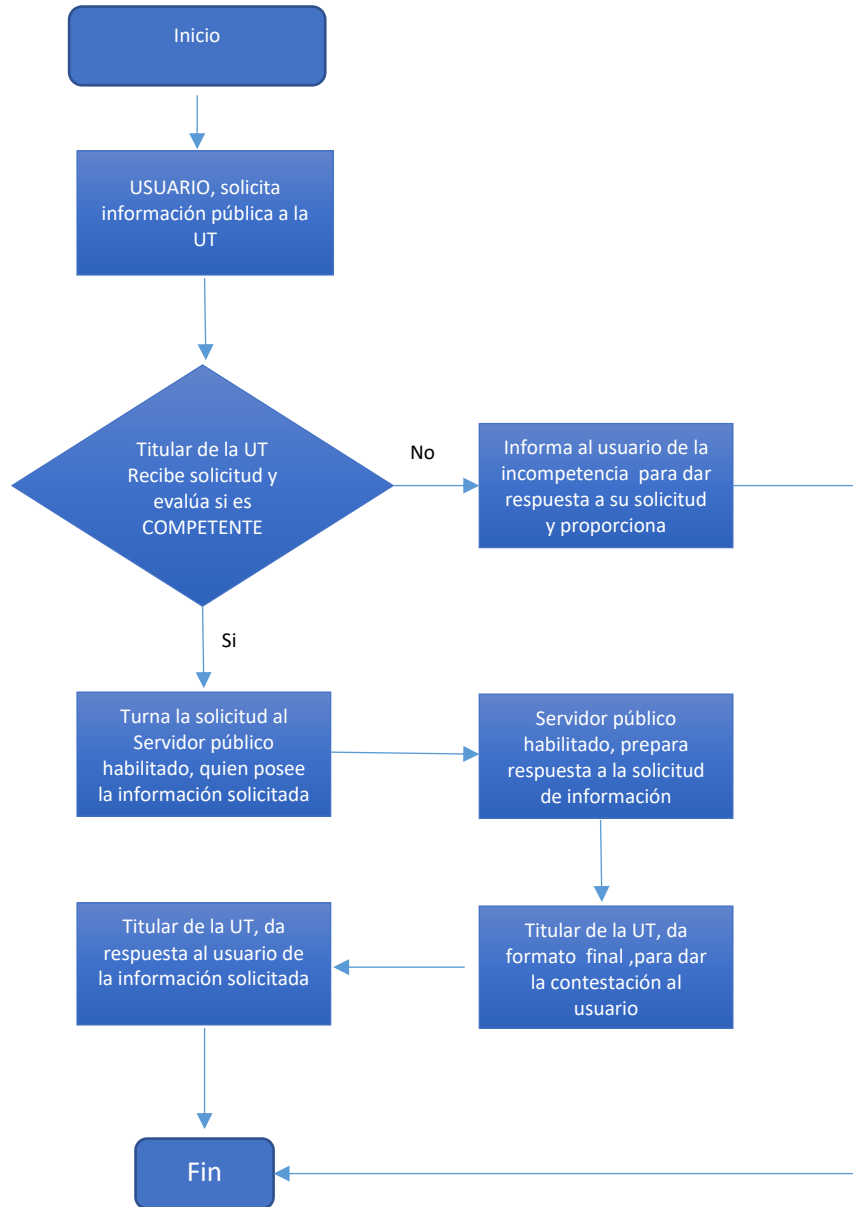 Inicio
USUARIO, solicita
información pública a la
UT
Titular de la UT
Recibe solicitud y
evalúa si es
COMPETENTE
No
Informa al usuario de la
incompetencia  para dar
respuesta a su solicitud
y proporciona
Si
Turna la solicitud al
Servidor público
habilitado, quien posee
la información solicitada
Servidor público
habilitado, prepara
respuesta a la solicitud
de información
Titular de la UT, da
formato  final ,para dar
la contestación al
usuario
Titular de la UT, da
respuesta al usuario de
la información solicitada
Fin